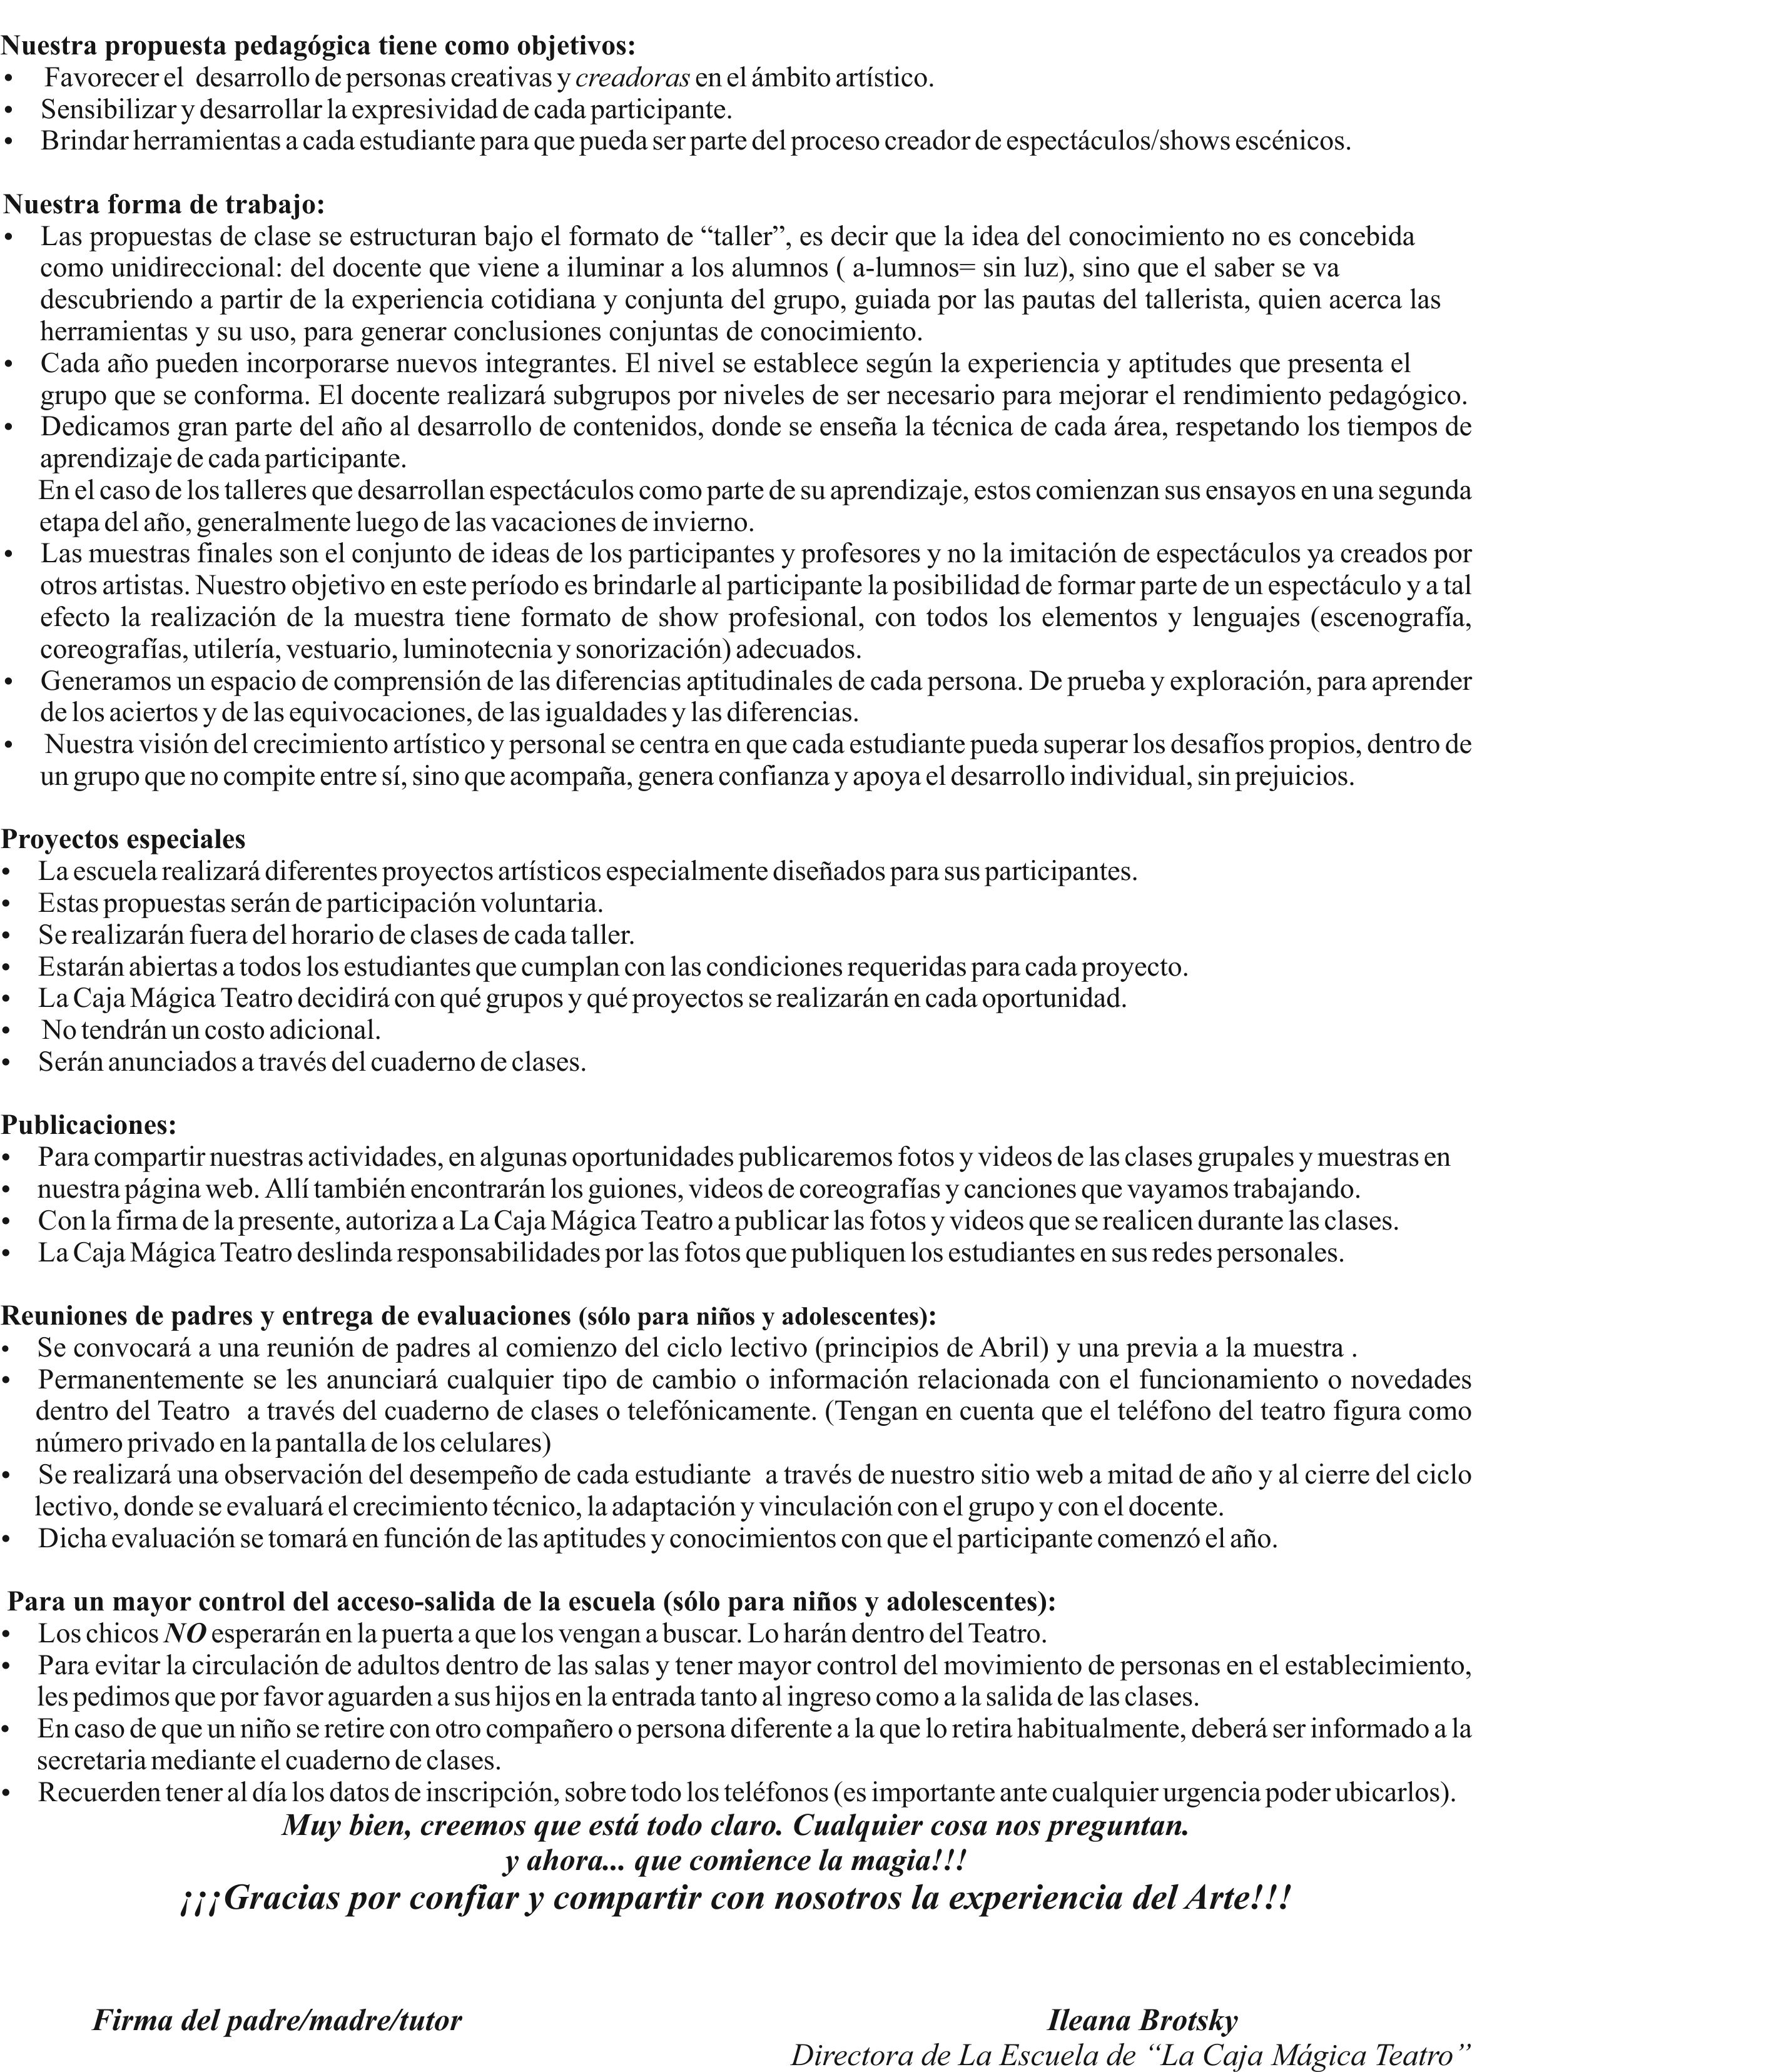 Nuestra propuesta pedagógica tiene como objetivos:
• Favorecer el desarrollo de personas creativas y creadoras en el ámbito artístico.
• Sensibilizar y desarrollar la expresividad de cada participante.
• Brindar herramientas a cada estudiante para que pueda ser parte del proceso creador de espectáculos/shows escénicos.
Nuestra forma de trabajo:
• Las propuestas de clase se estructuran bajo el formato de “taller”, es decir que la idea del conocimiento no es concebida
como unidireccional: del docente que viene a iluminar a los alumnos ( a-lumnos= sin luz), sino que el saber se va
descubriendo a partir de la experiencia cotidiana y conjunta del grupo, guiada por las pautas del tallerista, quien acerca las
herramientas y su uso, para generar conclusiones conjuntas de conocimiento.
• Cada año pueden incorporarse nuevos integrantes. El nivel se establece según la experiencia y aptitudes que presenta el
grupo que se conforma. El docente realizará subgrupos por niveles de ser necesario para mejorar el rendimiento pedagógico.
• Dedicamos gran parte del año al desarrollo de contenidos, donde se enseña la técnica de cada área, respetando los tiempos de
aprendizaje de cada participante.
En el caso de los talleres que desarrollan espectáculos como parte de su aprendizaje, estos comienzan sus ensayos en una segunda
etapa del año, generalmente luego de las vacaciones de invierno.
• Las muestras finales son el conjunto de ideas de los participantes y profesores y no la imitación de espectáculos ya creados por
otros artistas. Nuestro objetivo en este período es brindarle al participante la posibilidad de formar parte de un espectáculo y a tal
efecto la realización de la muestra tiene formato de show profesional, con todos los elementos y lenguajes (escenografía,
coreografías, utilería, vestuario, luminotecnia y sonorización) adecuados.
• Generamos un espacio de comprensión de las diferencias aptitudinales de cada persona. De prueba y exploración, para aprender
de los aciertos y de las equivocaciones, de las igualdades y las diferencias.
• Nuestra visión del crecimiento artístico y personal se centra en que cada estudiante pueda superar los desafíos propios, dentro de
un grupo que no compite entre sí, sino que acompaña, genera confianza y apoya el desarrollo individual, sin prejuicios.
Proyectos especiales
• La escuela realizará diferentes proyectos artísticos especialmente diseñados para sus participantes.
• Estas propuestas serán de participación voluntaria.
• Se realizarán fuera del horario de clases de cada taller.
• Estarán abiertas a todos los estudiantes que cumplan con las condiciones requeridas para cada proyecto.
• La Caja Mágica Teatro decidirá con qué grupos y qué proyectos se realizarán en cada oportunidad.
• No tendrán un costo adicional.
• Serán anunciados a través del cuaderno de clases.
Publicaciones:
• Para compartir nuestras actividades, en algunas oportunidades publicaremos fotos y videos de las clases grupales y muestras en
• nuestra página web. Allí también encontrarán los guiones, videos de coreografías y canciones que vayamos trabajando.
• Con la firma de la presente, autoriza a La Caja Mágica Teatro a publicar las fotos y videos que se realicen durante las clases.
• La Caja Mágica Teatro deslinda responsabilidades por las fotos que publiquen los estudiantes en sus redes personales.
Reuniones de padres y entrega de evaluaciones (sólo para niños y adolescentes):
• Se convocará a una reunión de padres al comienzo del ciclo lectivo (principios de Abril) y una previa a la muestra .
• Permanentemente se les anunciará cualquier tipo de cambio o información relacionada con el funcionamiento o novedades
dentro del Teatro a través del cuaderno de clases o telefónicamente. (Tengan en cuenta que el teléfono del teatro figura como
número privado en la pantalla de los celulares)
• Se realizará una observación del desempeño de cada estudiante a través de nuestro sitio web a mitad de año y al cierre del ciclo
lectivo, donde se evaluará el crecimiento técnico, la adaptación y vinculación con el grupo y con el docente.
• Dicha evaluación se tomará en función de las aptitudes y conocimientos con que el participante comenzó el año.
Para un mayor control del acceso-salida de la escuela (sólo para niños y adolescentes):
• Los chicos NO esperarán en la puerta a que los vengan a buscar. Lo harán dentro del Teatro.
• Para evitar la circulación de adultos dentro de las salas y tener mayor control del movimiento de personas en el establecimiento,
les pedimos que por favor aguarden a sus hijos en la entrada tanto al ingreso como a la salida de las clases.
• En caso de que un niño se retire con otro compañero o persona diferente a la que lo retira habitualmente, deberá ser informado a la
secretaria mediante el cuaderno de clases.
• Recuerden tener al día los datos de inscripción, sobre todo los teléfonos (es importante ante cualquier urgencia poder ubicarlos).
Muy bien, creemos que está todo claro. Cualquier cosa nos preguntan.
y ahora... que comience la magia!!!
¡¡¡Gracias por confiar y compartir con nosotros la experiencia del Arte!!!
Firma del padre/madre/tutor
Ileana Brotsky
Directora de La Escuela de “La Caja Mágica Teatro”